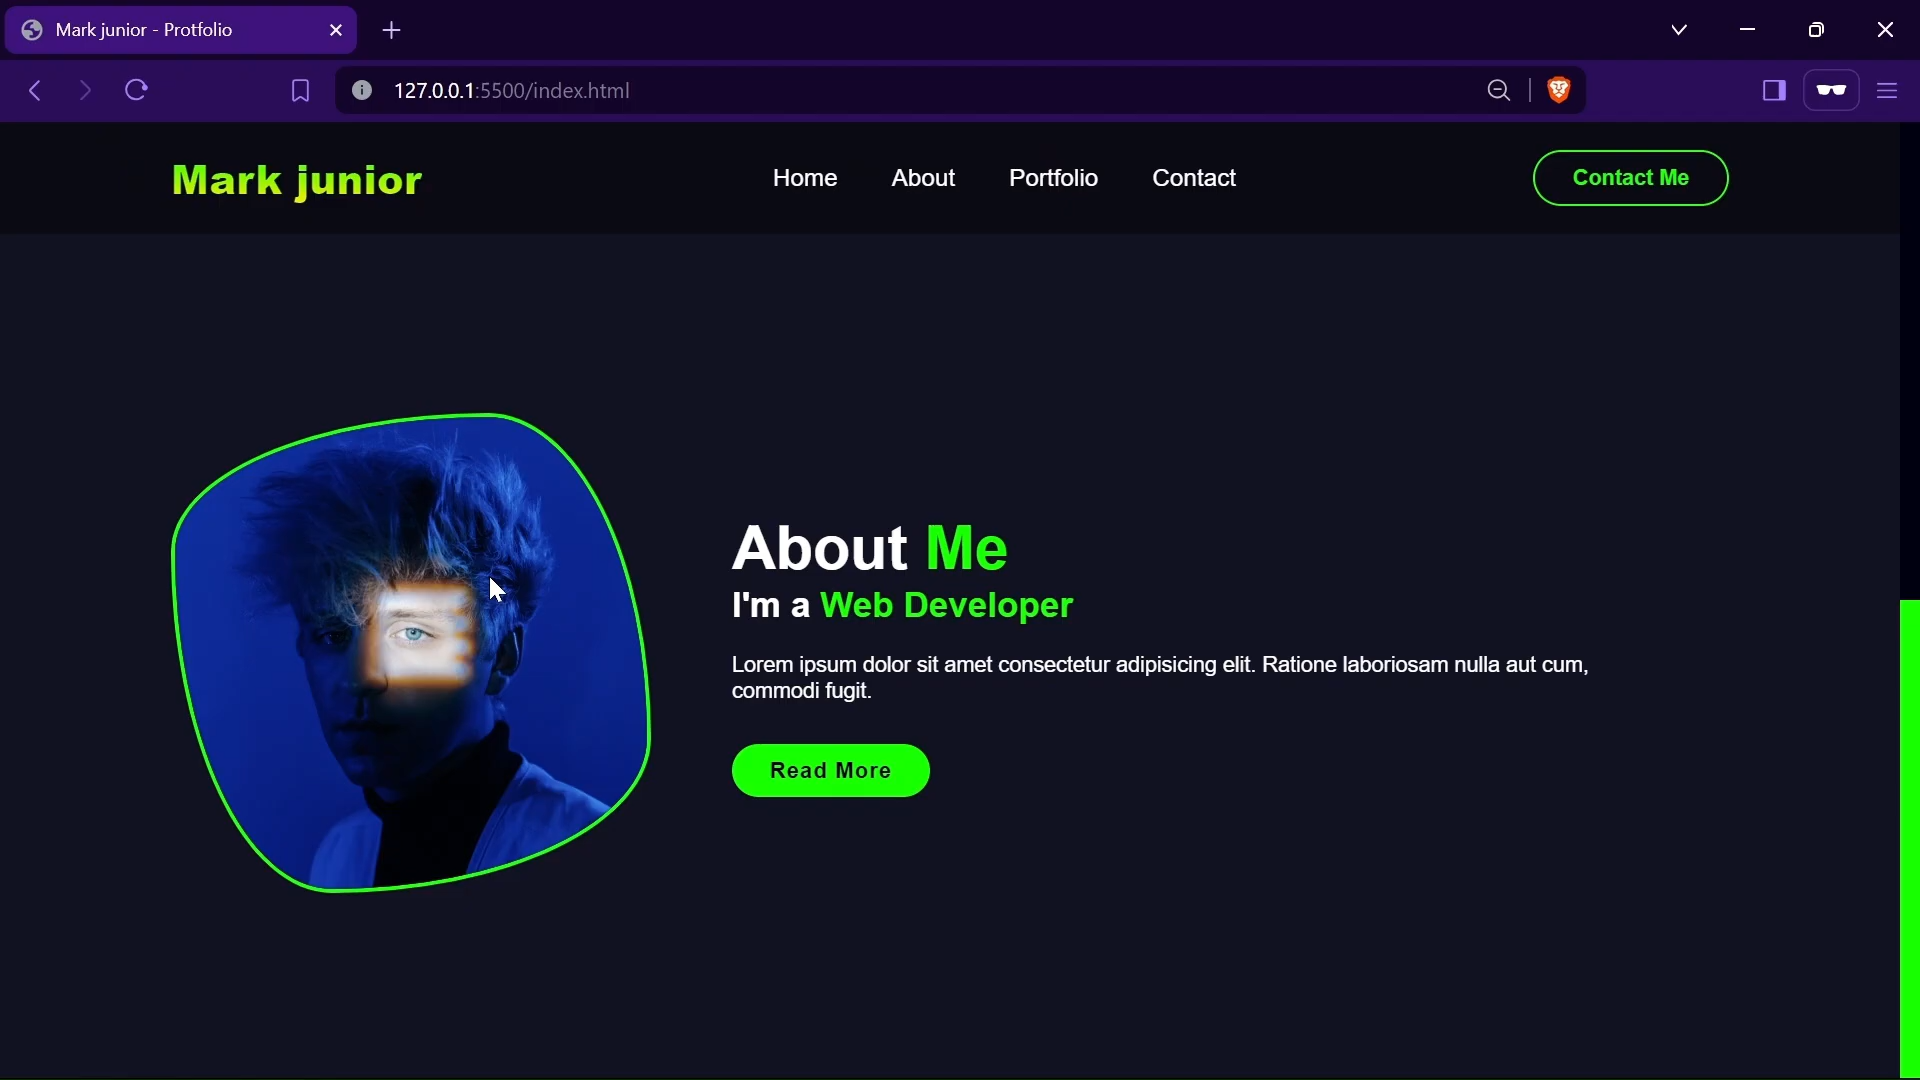 Mark junior - Protfolio
127.0.0.1:5500/index.html
Mark junior
Home
About
Portfolio
Contact
Contact Me
About Me
I'm a Web Developer
Lorem ipsum dolor sit amet consectetur adipisicing elit. Ratione laboriosam nulla aut cum,
commodi fugit.
Read More